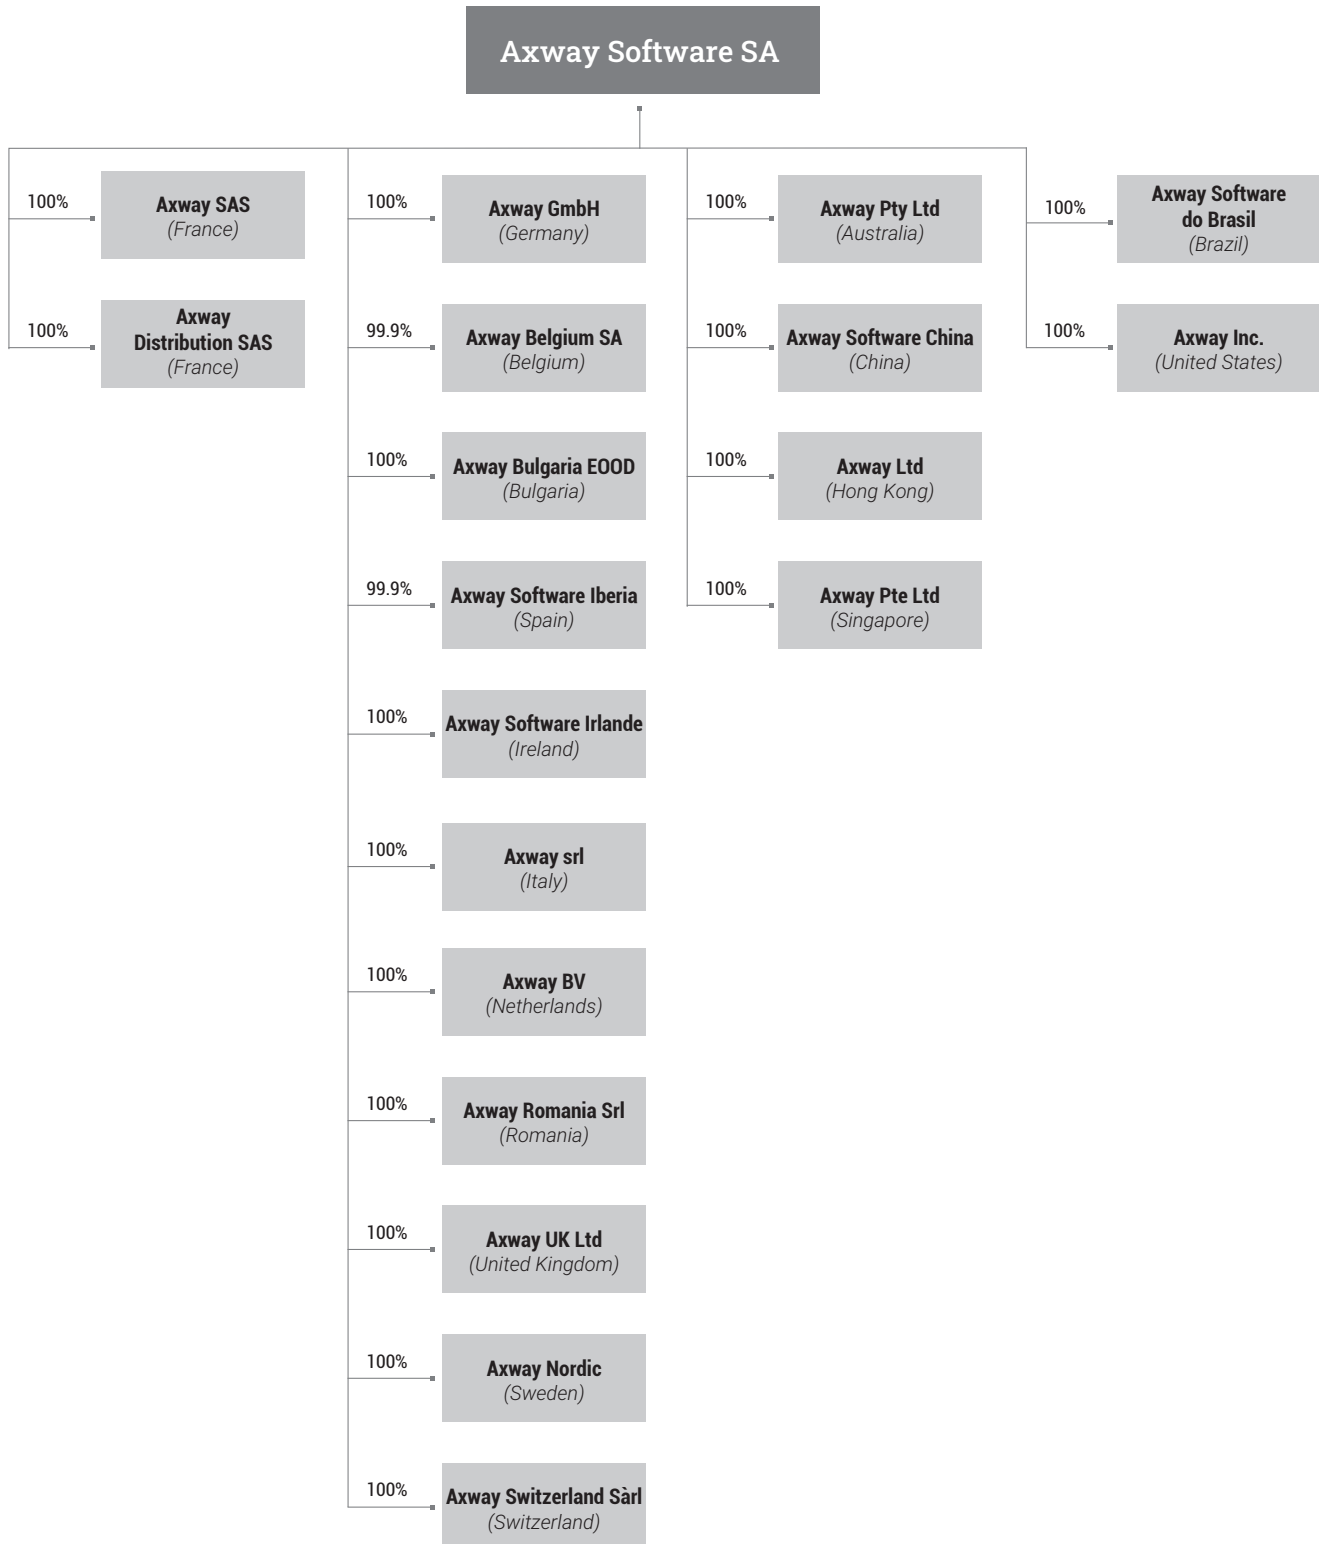 Axway Software SA
100%
Axway SAS
(France)
100%
Axway
Distribution SAS
(France)
100%
Axway GmbH
(Germany)
99.9%
Axway Belgium SA
(Belgium)
100%
Axway Bulgaria EOOD
(Bulgaria)
99.9%
Axway Software Iberia
(Spain)
100%
Axway Software Irlande
(Ireland)
100%
Axway srl
(Italy)
100%
Axway BV
(Netherlands)
100%
Axway Romania Srl
(Romania)
100%
Axway UK Ltd
(United Kingdom)
100%
Axway Nordic
(Sweden)
100%
Axway Switzerland Sàrl
(Switzerland)
100%
Axway Pty Ltd
(Australia)
100%
Axway Software China
(China)
100%
Axway Ltd
(Hong Kong)
100%
Axway Pte Ltd
(Singapore)
100%
Axway Software
do Brasil
(Brazil)
100%
Axway Inc.
(United States)